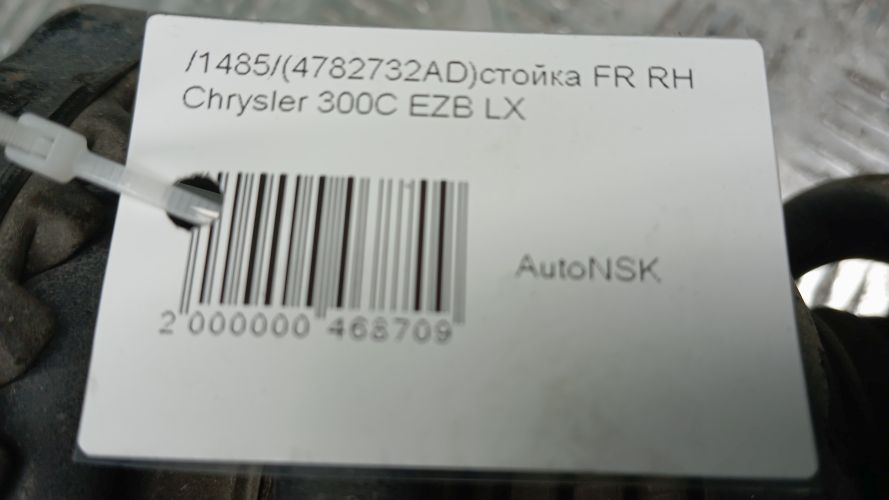 /1485/(4782732AD)стойка FR RH
Chrysler 300C EZB LX
AutoNSK
2 000000 468709